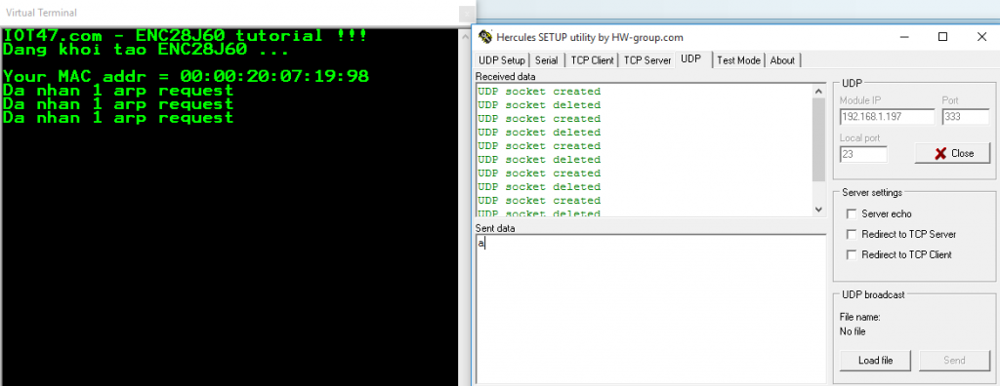 Virtual Terminal
IOT47.com - ENC28J60 tutorial !!!
Dang khoi tao ENC28J60 ...
Your MAC addr = 00:00:20:07:19:98
Da nhan 1 arp request
Da nhan 1 arp request
Da nhan 1 arp request
Hercules SETUP utility by HW-group.com
UDP Setup Serial TCP Client TCP Server UDP Test Mode About
Received data
UDP socket created
UDP socket deleted
UDP socket created
UDP socket deleted
UDP socket created
UDP socket deleted
UDP socket created
UDP socket deleted
UDP socket created
UDP socket deleted
Sent data
a
UDP
Module IP Port
192.168.1.197 333
Local port
23 Close
Server settings
Server echo
Redirect to TCP Server
Redirect to TCP Client
UDP broadcast
File name:
No file
Load file Send